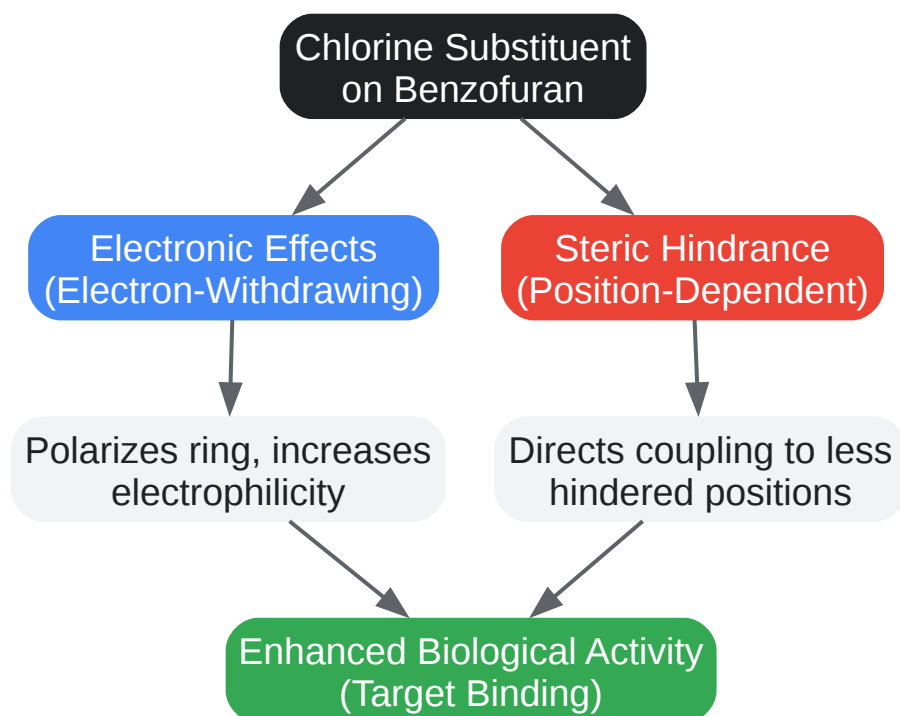 Chlorine Substituent
on Benzofuran
Electronic Effects
(Electron-Withdrawing)
Steric Hindrance
(Position-Dependent)
Polarizes ring, increases
electrophilicity
Directs coupling to less
hindered positions
Enhanced Biological Activity
(Target Binding)